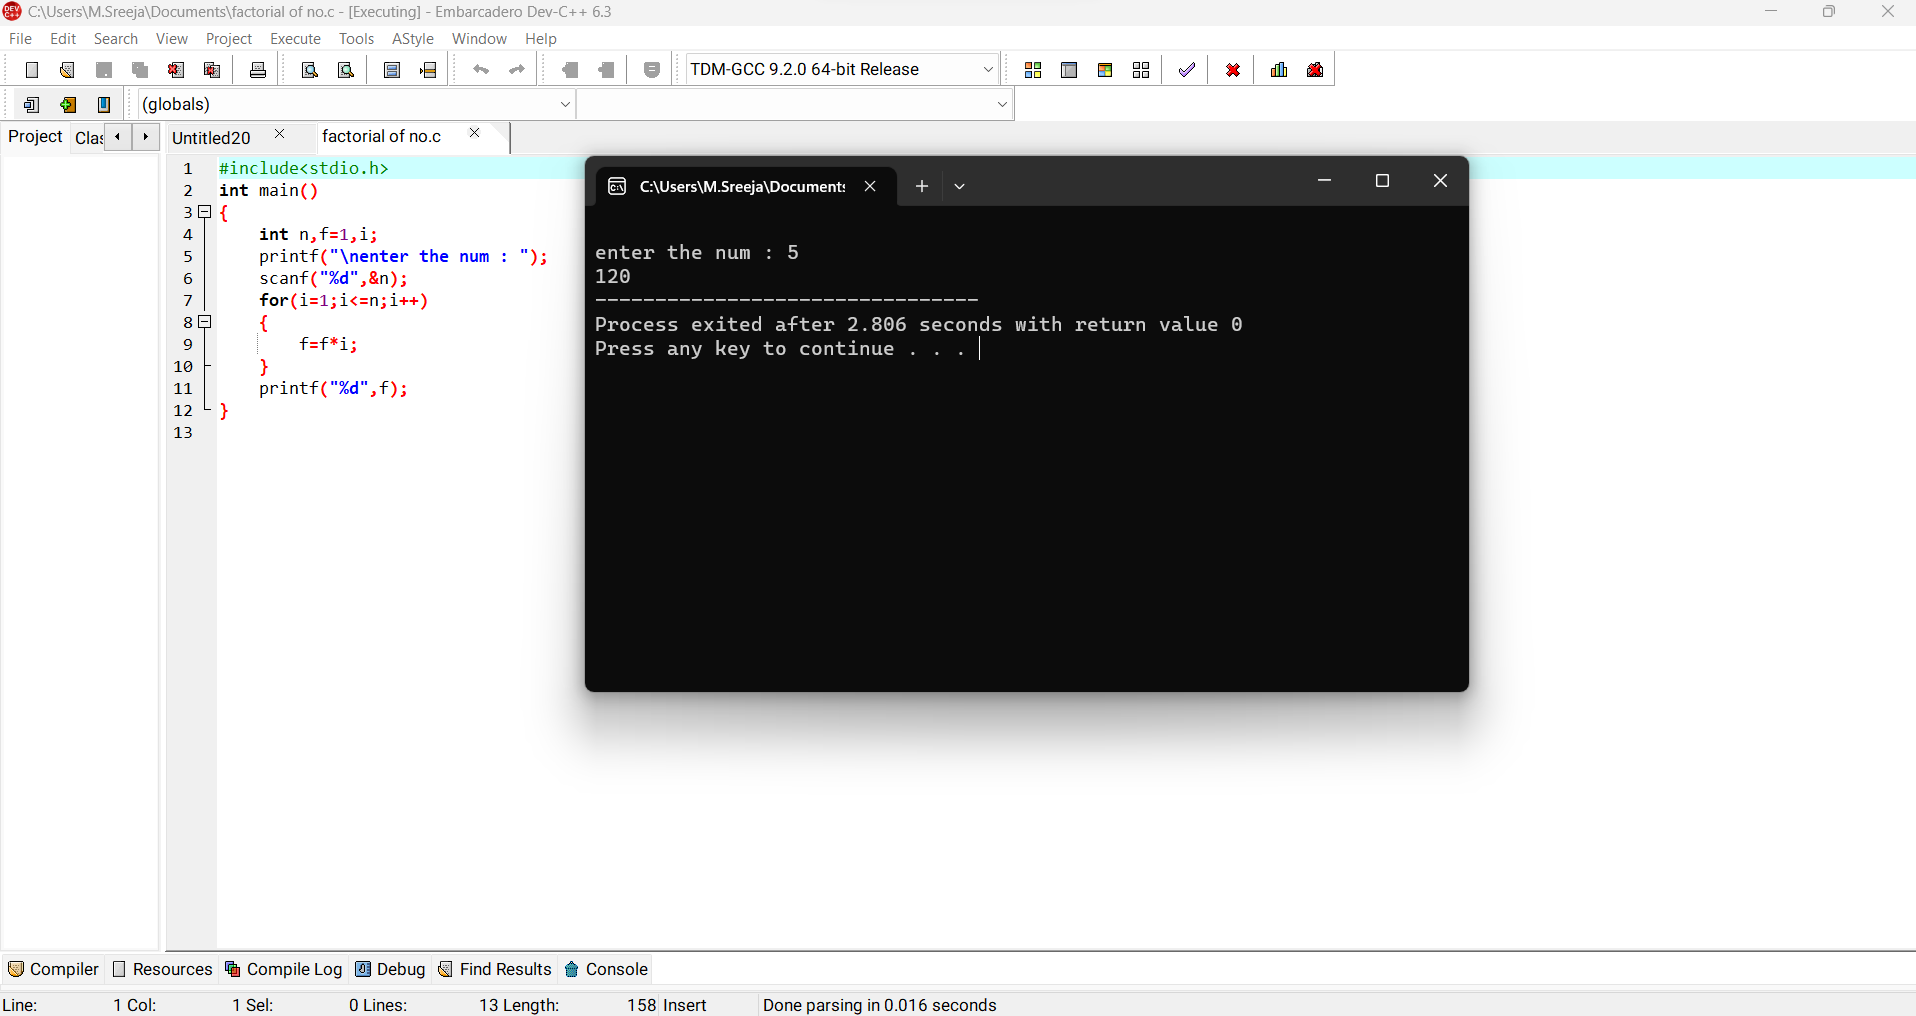 C:\Users\M.Sreeja\Documents\factorial of no.c - [Executing] - Embarcadero Dev-C++ 6.3
File Edit Search View Project Execute Tools AStyle Window Help
TDM-GCC 9.2.0 64-bit Release
(globals)
Project Clas Untitled20 factorial of no.c
1 #include<stdio.h>
2 int main()
3 {
4 int n,f=1,i;
5 printf("\nenter the num : ");
6 scanf("%d",&n);
7 for(i=1;i<=n;i++)
8 {
9 f=f*i;
10 }
11 printf("%d",f);
12 }
13
C:\Users\M.Sreeja\Documents
enter the num : 5
120
--------------------------------
Process exited after 2.806 seconds with return value 0
Press any key to continue . . .
Compiler Resources Compile Log Debug Find Results Console
Line: 1 Col: 1 Sel: 0 Lines: 13 Length: 158 Insert Done parsing in 0.016 seconds